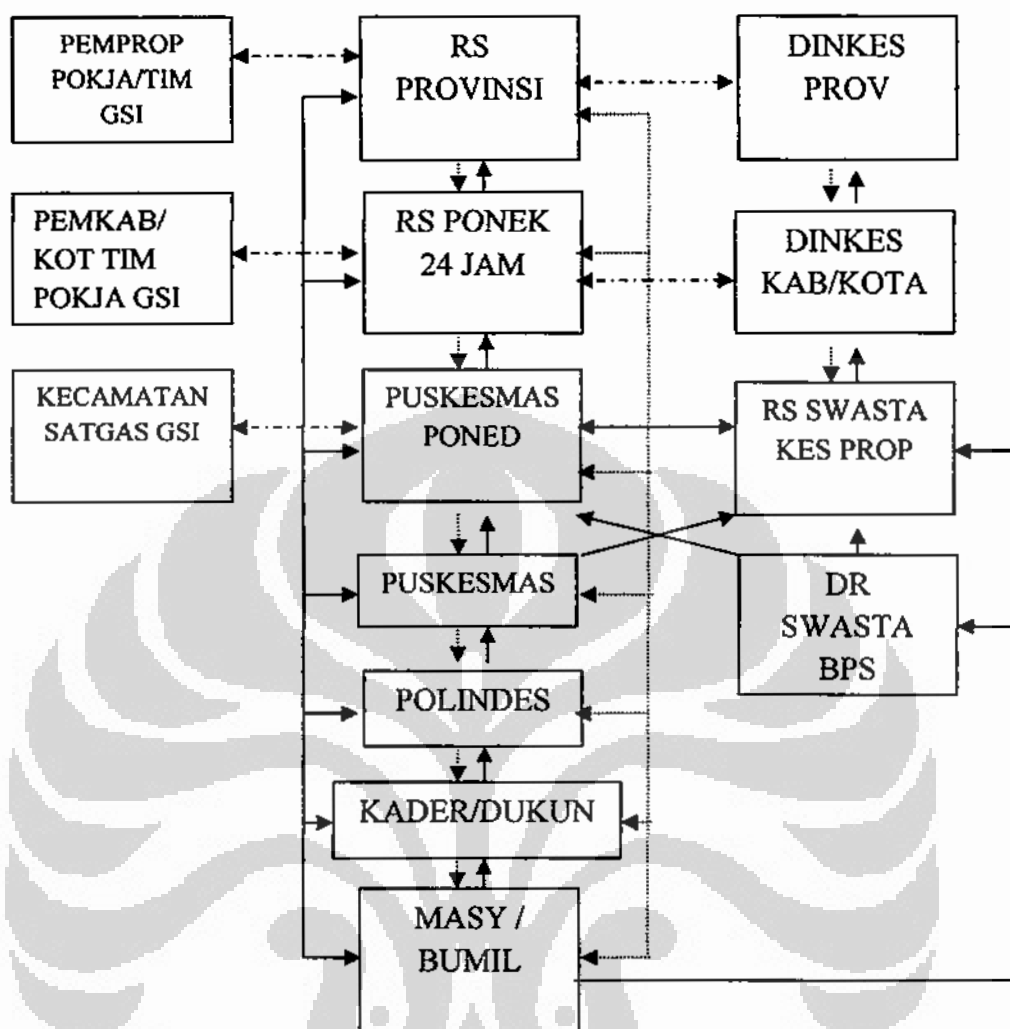 PEMPROP
POKJA/TIM
GSI
RS
PROVINSI
DINKES
PROV
PEMKAB/
KOT TIM
POKJA GSI
RS PONEK
24 JAM
DINKES
KAB/KOTA
KECAMATAN
SATGAS GSI
PUSKESMAS
PONED
RS SWASTA
KES PROP
PUSKESMAS
DR
SWASTA
BPS
POLINDES
KADER/DUKUN
MASY /
BUMIL